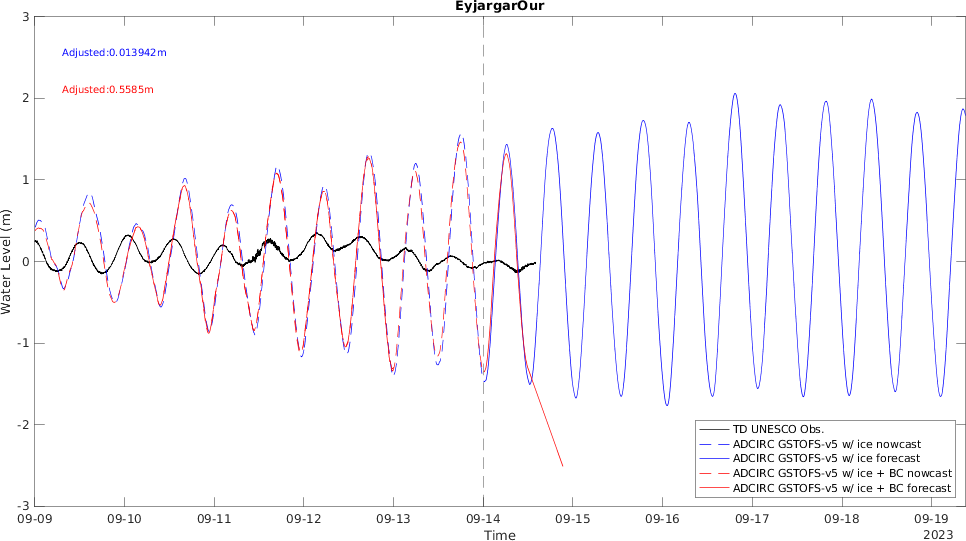 EyjargarOur
3
2
1
0
-1
-2
-3
Water Level (m)
Adjusted:0.013942m
Adjusted:0.5585m
TD UNESCO Obs.
ADCIRC GSTOFS-v5 w/ ice nowcast
ADCIRC GSTOFS-v5 w/ ice forecast
ADCIRC GSTOFS-v5 w/ ice + BC nowcast
ADCIRC GSTOFS-v5 w/ ice + BC forecast
09-09 09-10 09-11 09-12 09-13 09-14 09-15 09-16 09-17 09-18 09-19
Time
2023